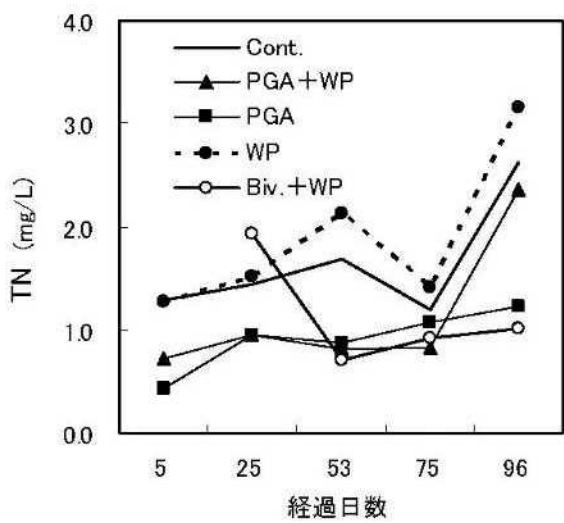 4.0
3.0
2.0
1.0
0.0
TN (mg/L)
Cont.
PGA+WP
PGA
WP
Biv.+WP
5 25 53 75 96
経過日数